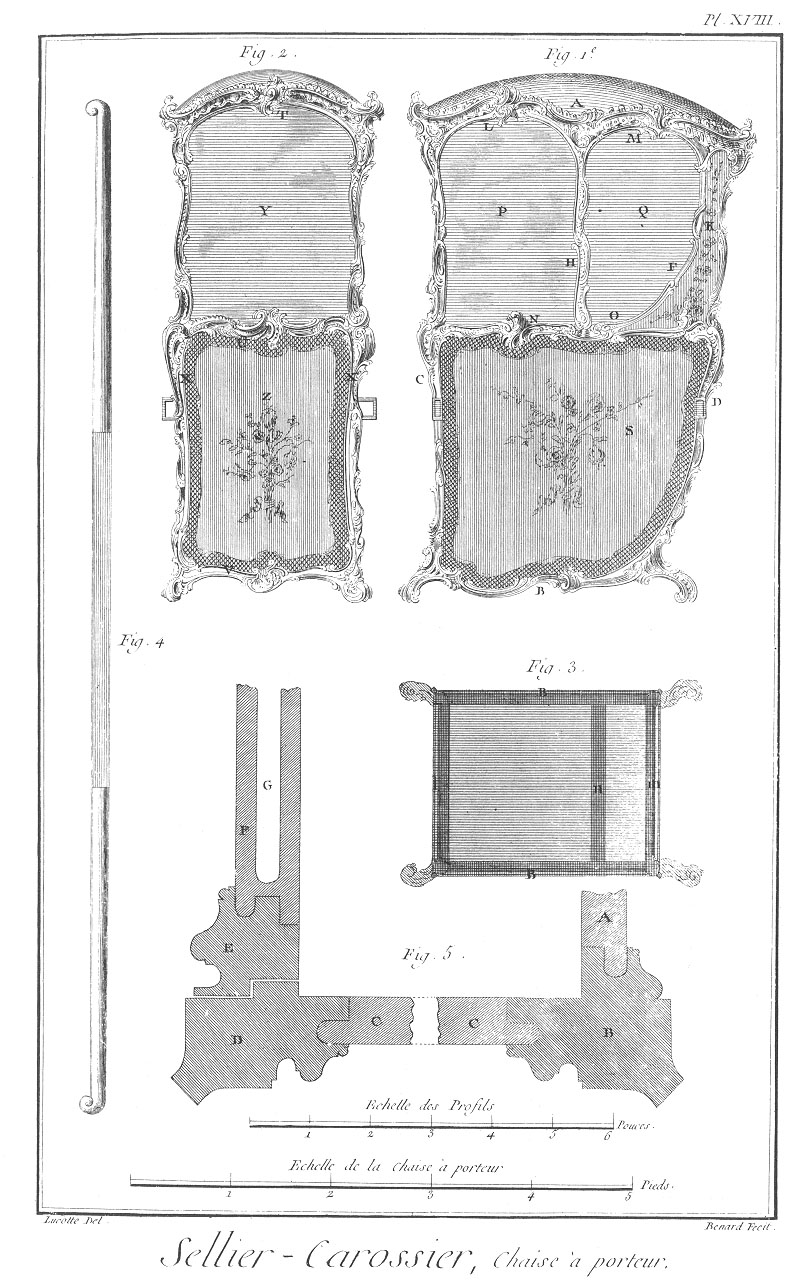 Pl. XVIII.
Fig. 2.
Fig. 1.e
T
A
L
M
Y
P
Q
K
H
F
N
O
X
X
C
D
Z
S
V
B
Fig. 4
Fig. 3.
B
G
H
F
B
A
E
Fig. 5.
D
C
C
B
Echelle des Profils
1 2 3 4 5 6 Pouces.
Echelle de la chaise à porteur
1 2 3 4 5 Pieds.
Lucotte Del.
Benard Fecit.
Sellier-Carossier, Chaise à porteur.